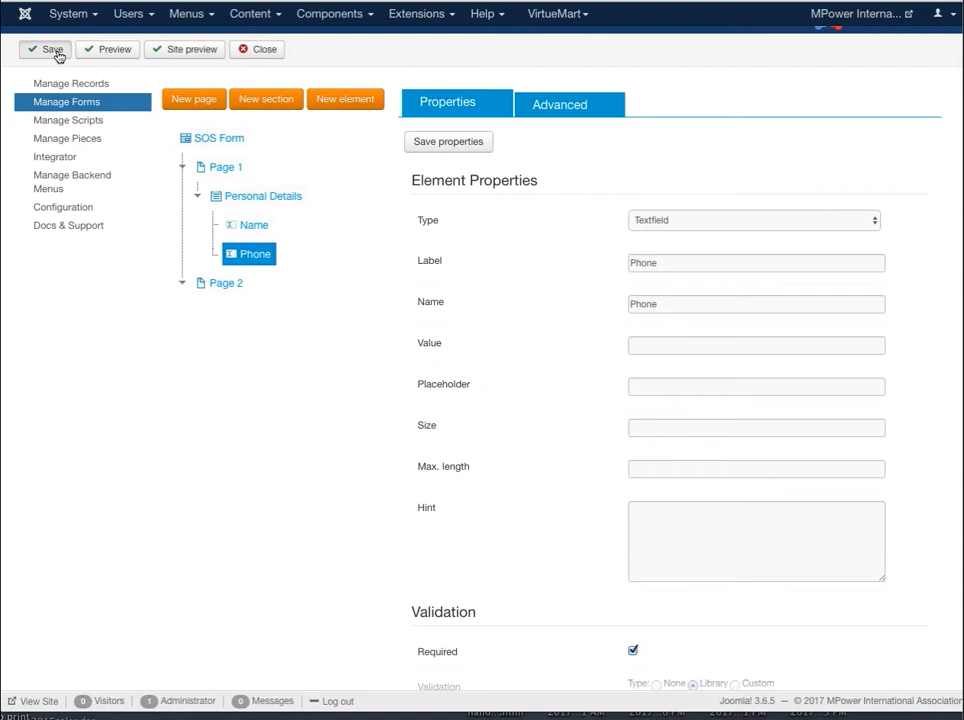 System Users Menus Content Components Extensions Help VirtueMart MPower Interna...
Save Preview Site preview Close
Manage Records
Manage Forms
Manage Scripts
Manage Pieces
Integrator
Manage Backend
Menus
Configuration
Docs & Support
New page New section New element
SOS Form
Page 1
Personal Details
Name
Phone
Page 2
Properties Advanced
Save properties
Element Properties
Type Textfield
Label Phone
Name Phone
Value
Placeholder
Size
Max. length
Hint
Validation
Required
Validation Type: None Library Custom
View Site 0 Visitors 1 Administrator 0 Messages Log out Joomla! 3.6.5 — © 2017 MPower International Association